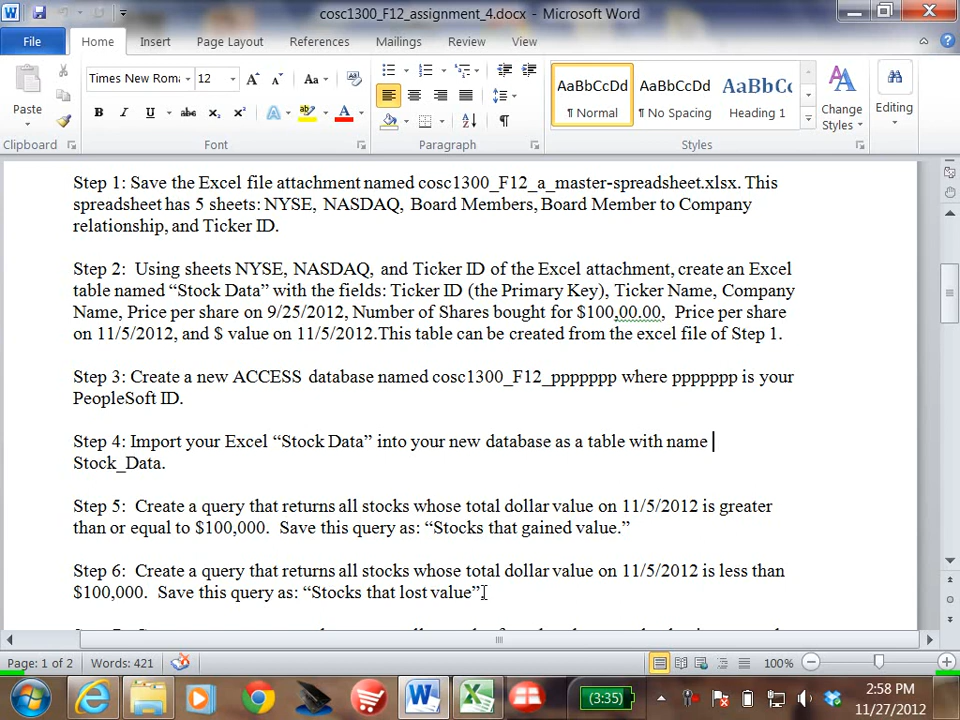 cosc1300_F12_assignment_4.docx - Microsoft Word
File Home Insert Page Layout References Mailings Review View
Times New Roma 12 Aa
Paste
B I U abc X₂ X² A A
AaBbCcDd AaBbCcDd AaBbCc
¶ Normal ¶ No Spacing Heading 1
Change Styles
Editing
Clipboard Font Paragraph Styles
Step 1: Save the Excel file attachment named cosc1300_F12_a_master-spreadsheet.xlsx. This
spreadsheet has 5 sheets: NYSE, NASDAQ, Board Members, Board Member to Company
relationship, and Ticker ID.
Step 2:  Using sheets NYSE, NASDAQ, and Ticker ID of the Excel attachment, create an Excel
table named “Stock Data” with the fields: Ticker ID (the Primary Key), Ticker Name, Company
Name, Price per share on 9/25/2012, Number of Shares bought for $100,00.00,  Price per share
on 11/5/2012, and $ value on 11/5/2012.This table can be created from the excel file of Step 1.
Step 3: Create a new ACCESS  database named cosc1300_F12_ppppppp where ppppppp is your
PeopleSoft ID.
Step 4: Import your Excel “Stock Data” into your new database as a table with name
Stock_Data.
Step 5:  Create a query that returns all stocks whose total dollar value on 11/5/2012 is greater
than or equal to $100,000.  Save this query as: “Stocks that gained value.”
Step 6:  Create a query that returns all stocks whose total dollar value on 11/5/2012 is less than
$100,000.  Save this query as: “Stocks that lost value”
Page: 1 of 2 Words: 421 100%
(3:35)
2:58 PM
11/27/2012